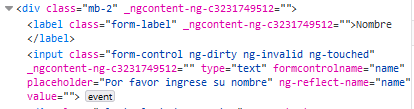 <div class="mb-2" _ngcontent-ng-c3231749512="">
<label class="form-label" _ngcontent-ng-c3231749512="">Nombre
</label>
<input class="form-control ng-dirty ng-invalid ng-touched"
_ngcontent-ng-c3231749512="" type="text" formcontrolname="name"
placeholder="Por favor ingrese su nombre" ng-reflect-name="name"
value=""> event